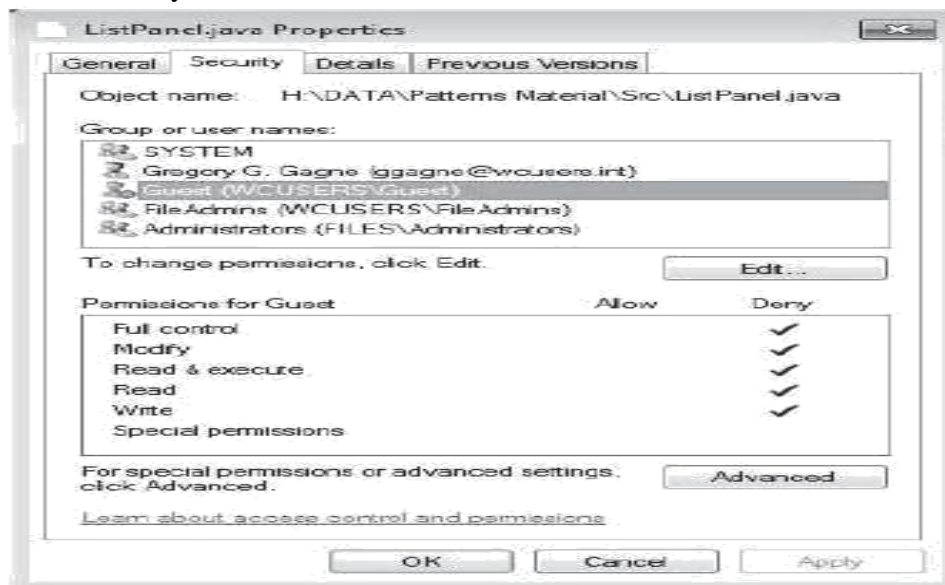 ListPanel.java Properties
General Security Details Previous Versions
Object name: H:\DATA\Patterns Material\Src\ListPanel.java
Group or user names:
SYSTEM
Gregory G. Gagne (ggagne@wcusers.int)
Guest (WCUSERS\Guest)
FileAdmins (WCUSERS\FileAdmins)
Administrators (FILES\Administrators)
To change permissions, click Edit.
Edit...
Permissions for Guest Allow Deny
Full control
Modify
Read & execute
Read
Write
Special permissions
For special permissions or advanced settings,
click Advanced.
Advanced
Learn about access control and permissions
OK Cancel Apply